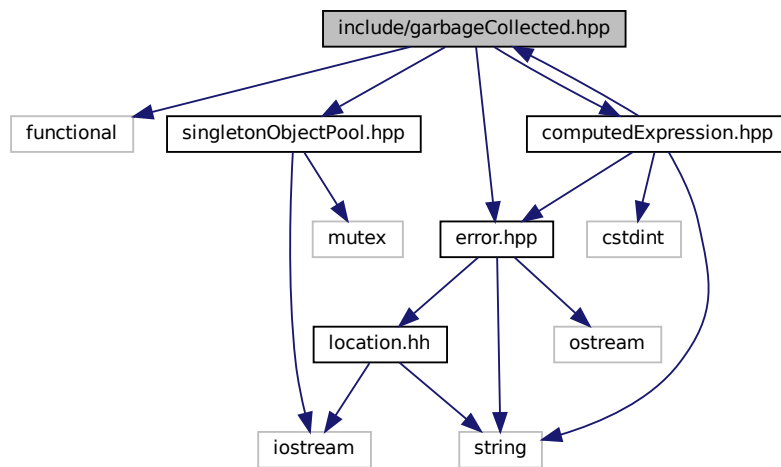 include/garbageCollected.hpp
functional
singletonObjectPool.hpp
computedExpression.hpp
mutex
error.hpp
cstdint
location.hh
ostream
iostream
string